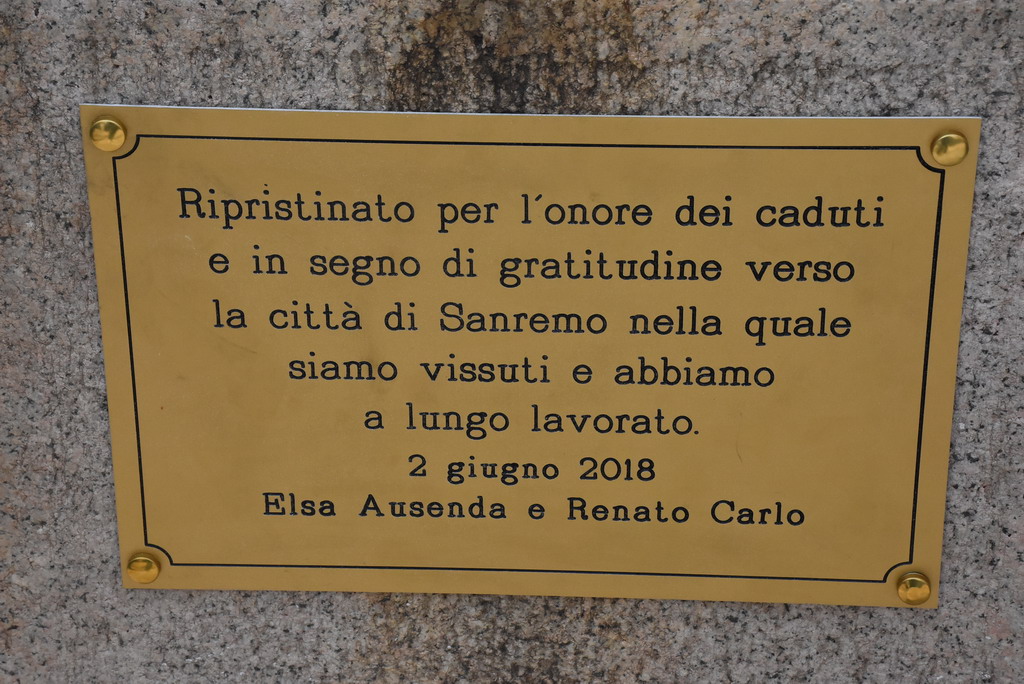 Ripristinato per l'onore dei caduti
e in segno di gratitudine verso
la città di Sanremo nella quale
siamo vissuti e abbiamo
a lungo lavorato.
2 giugno 2018
Elsa Ausenda e Renato Carlo